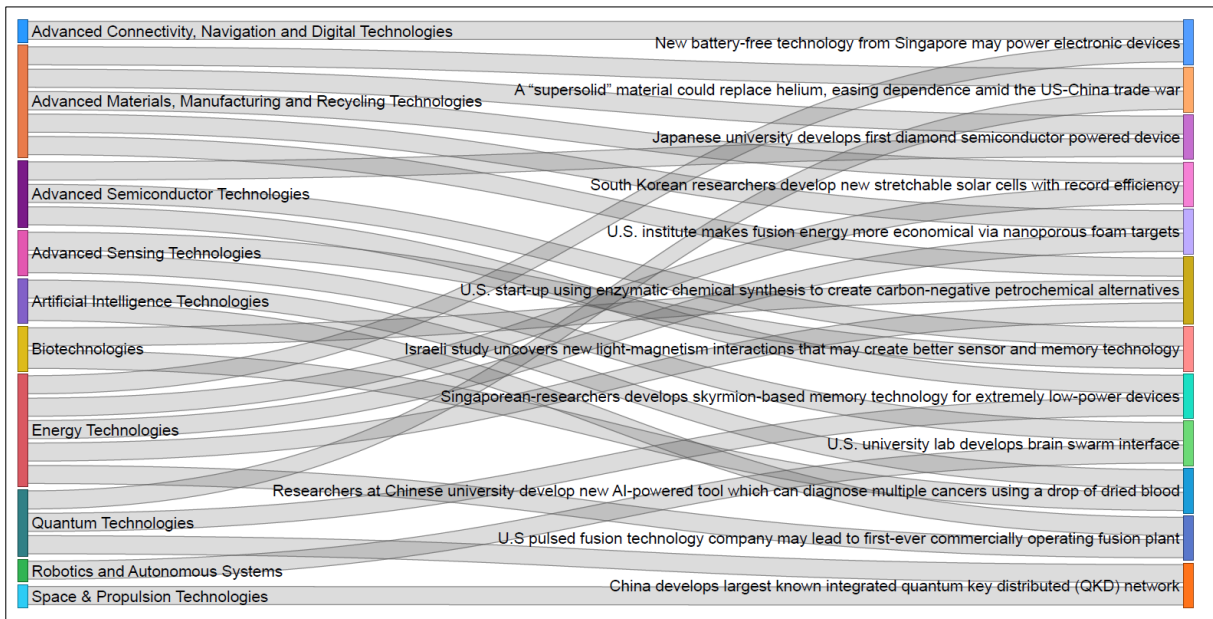 Advanced Connectivity, Navigation and Digital Technologies
Advanced Materials, Manufacturing and Recycling Technologies
Advanced Semiconductor Technologies
Advanced Sensing Technologies
Artificial Intelligence Technologies
Biotechnologies
Energy Technologies
Quantum Technologies
Robotics and Autonomous Systems
Space & Propulsion Technologies
New battery-free technology from Singapore may power electronic devices
A “supersolid” material could replace helium, easing dependence amid the US-China trade war
Japanese university develops first diamond semiconductor powered device
South Korean researchers develop new stretchable solar cells with record efficiency
U.S. institute makes fusion energy more economical via nanoporous foam targets
U.S. start-up using enzymatic chemical synthesis to create carbon-negative petrochemical alternatives
Israeli study uncovers new light-magnetism interactions that may create better sensor and memory technology
Singaporean-researchers develops skyrmion-based memory technology for extremely low-power devices
U.S. university lab develops brain swarm interface
Researchers at Chinese university develop new AI-powered tool which can diagnose multiple cancers using a drop of dried blood
U.S pulsed fusion technology company may lead to first-ever commercially operating fusion plant
China develops largest known integrated quantum key distributed (QKD) network